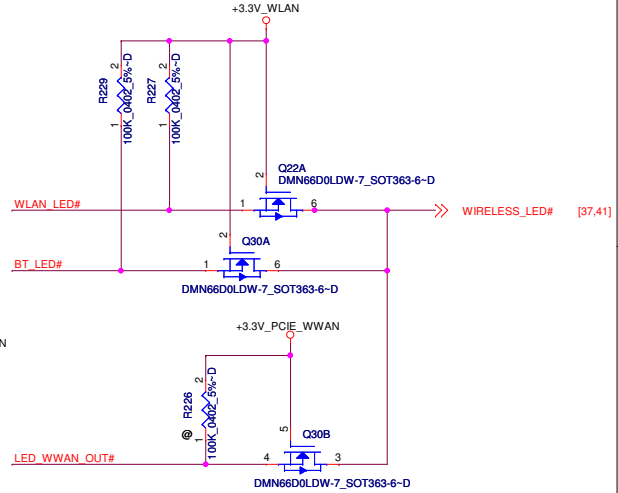 +3.3V_WLAN
R229
2
1
100K_0402_5%~D
R227
2
1
100K_0402_5%~D
Q22A
DMN66D0LDW-7_SOT363-6~D
2
WLAN_LED#
1
6
WIRELESS_LED#
[37,41]
2
Q30A
BT_LED#
1
6
DMN66D0LDW-7_SOT363-6~D
+3.3V_PCIE_WWAN
N
R226
2
@
1
100K_0402_5%~D
5
Q30B
LED_WWAN_OUT#
4
3
DMN66D0LDW-7_SOT363-6~D